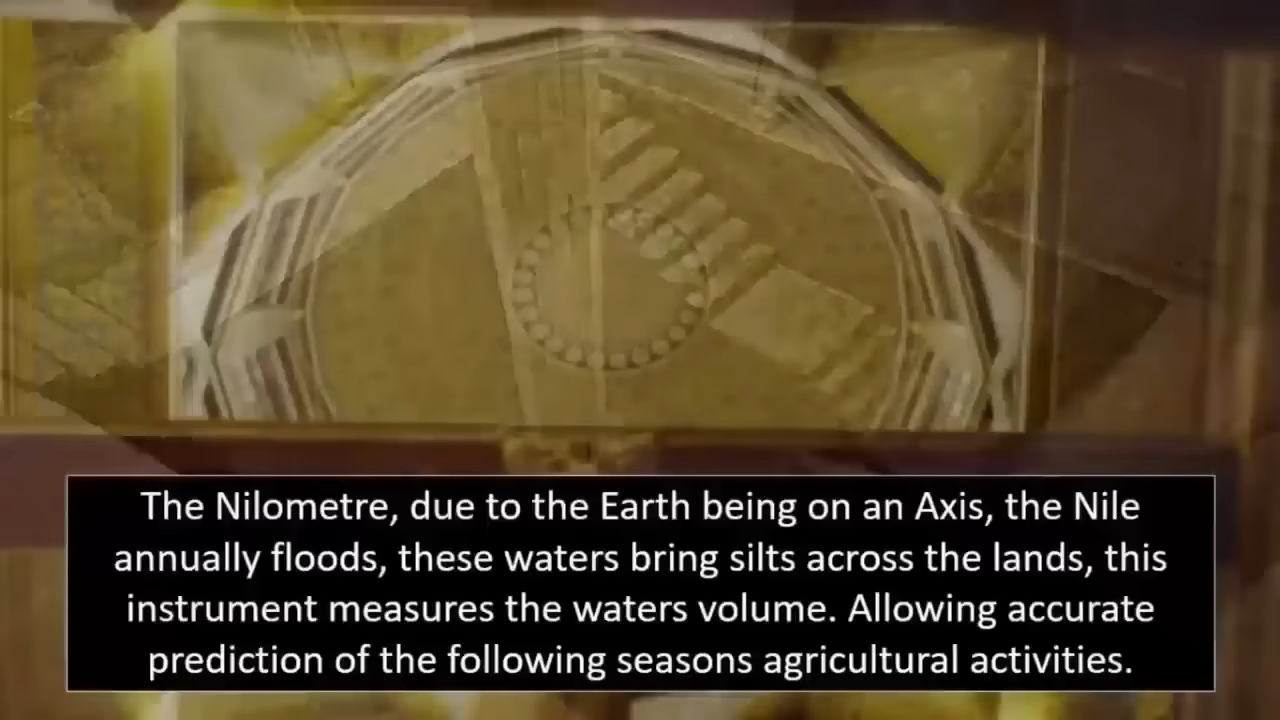 The Nilometre, due to the Earth being on an Axis, the Nile
annually floods, these waters bring silts across the lands, this
instrument measures the waters volume. Allowing accurate
prediction of the following seasons agricultural activities.